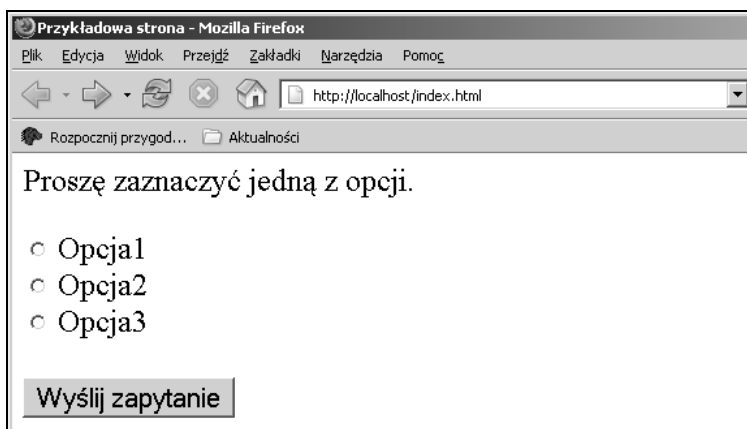 Przykładowa strona - Mozilla Firefox
Plik Edycja Widok Przejdź Zakładki Narzędzia Pomoc
http://localhost/index.html
Rozpocznij przygod... Aktualności
Proszę zaznaczyć jedną z opcji.
Opcja1
Opcja2
Opcja3
Wyślij zapytanie